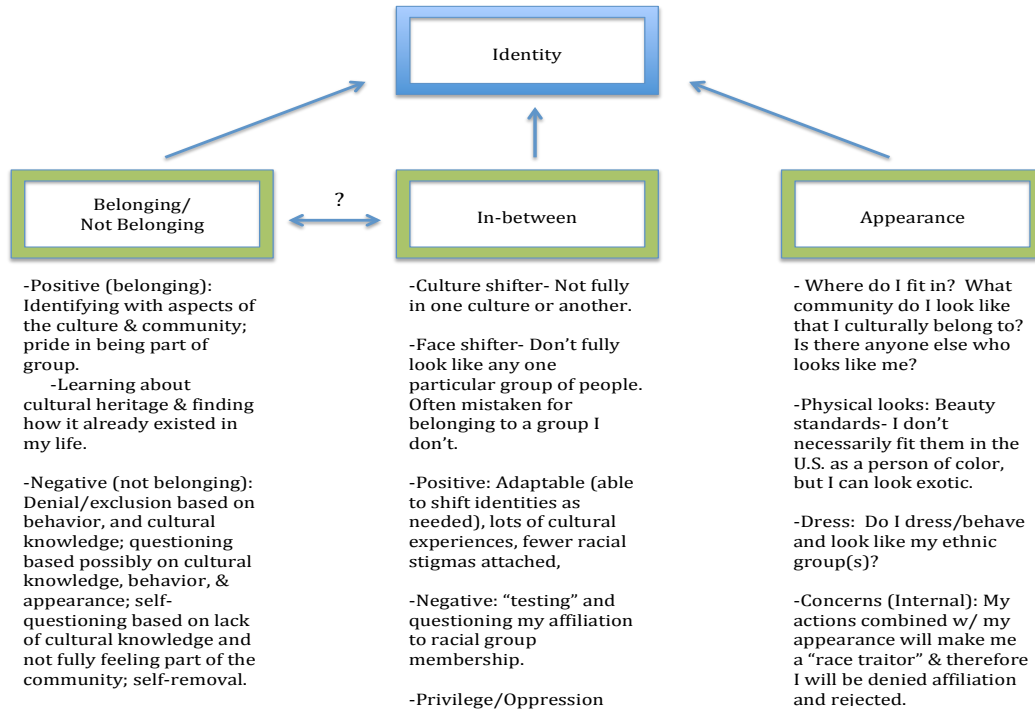 Identity
Belonging/
Not Belonging
?
In-between
Appearance
-Positive (belonging):
Identifying with aspects of
the culture & community;
pride in being part of
group.
-Learning about
cultural heritage & finding
how it already existed in
my life.
-Negative (not belonging):
Denial/exclusion based on
behavior, and cultural
knowledge; questioning
based possibly on cultural
knowledge, behavior, &
appearance; self-
questioning based on lack
of cultural knowledge and
not fully feeling part of the
community; self-removal.
-Culture shifter- Not fully
in one culture or another.
-Face shifter- Don’t fully
look like any one
particular group of people.
Often mistaken for
belonging to a group I
don’t.
-Positive: Adaptable (able
to shift identities as
needed), lots of cultural
experiences, fewer racial
stigmas attached,
-Negative: “testing” and
questioning my affiliation
to racial group
membership.
-Privilege/Oppression
- Where do I fit in?  What
community do I look like
that I culturally belong to?
Is there anyone else who
looks like me?
-Physical looks: Beauty
standards- I don’t
necessarily fit them in the
U.S. as a person of color,
but I can look exotic.
-Dress:  Do I dress/behave
and look like my ethnic
group(s)?
-Concerns (Internal): My
actions combined w/ my
appearance will make me
a “race traitor” & therefore
I will be denied affiliation
and rejected.